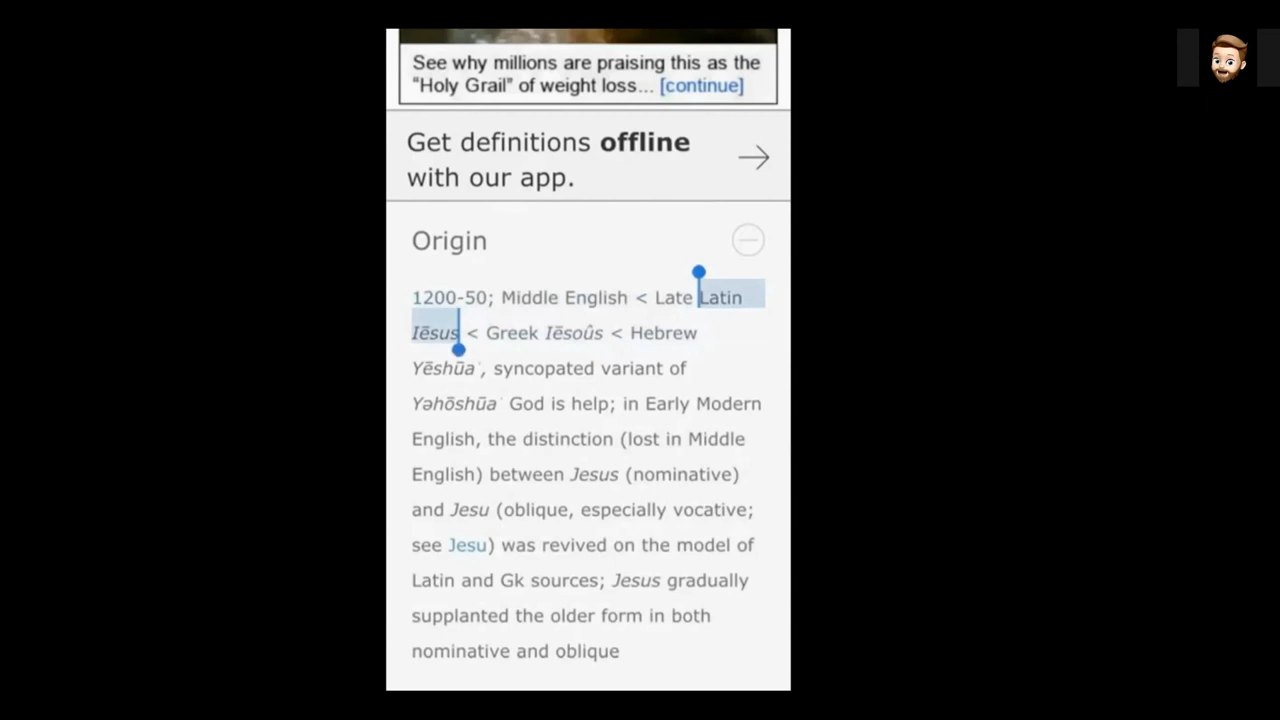 See why millions are praising this as the
“Holy Grail” of weight loss... [continue]
Get definitions offline
with our app.
Origin
1200-50; Middle English < Late Latin
Iēsus < Greek Iēsoûs < Hebrew
Yēshūaʿ, syncopated variant of
Yəhōshūaʿ God is help; in Early Modern
English, the distinction (lost in Middle
English) between Jesus (nominative)
and Jesu (oblique, especially vocative;
see Jesu) was revived on the model of
Latin and Gk sources; Jesus gradually
supplanted the older form in both
nominative and oblique